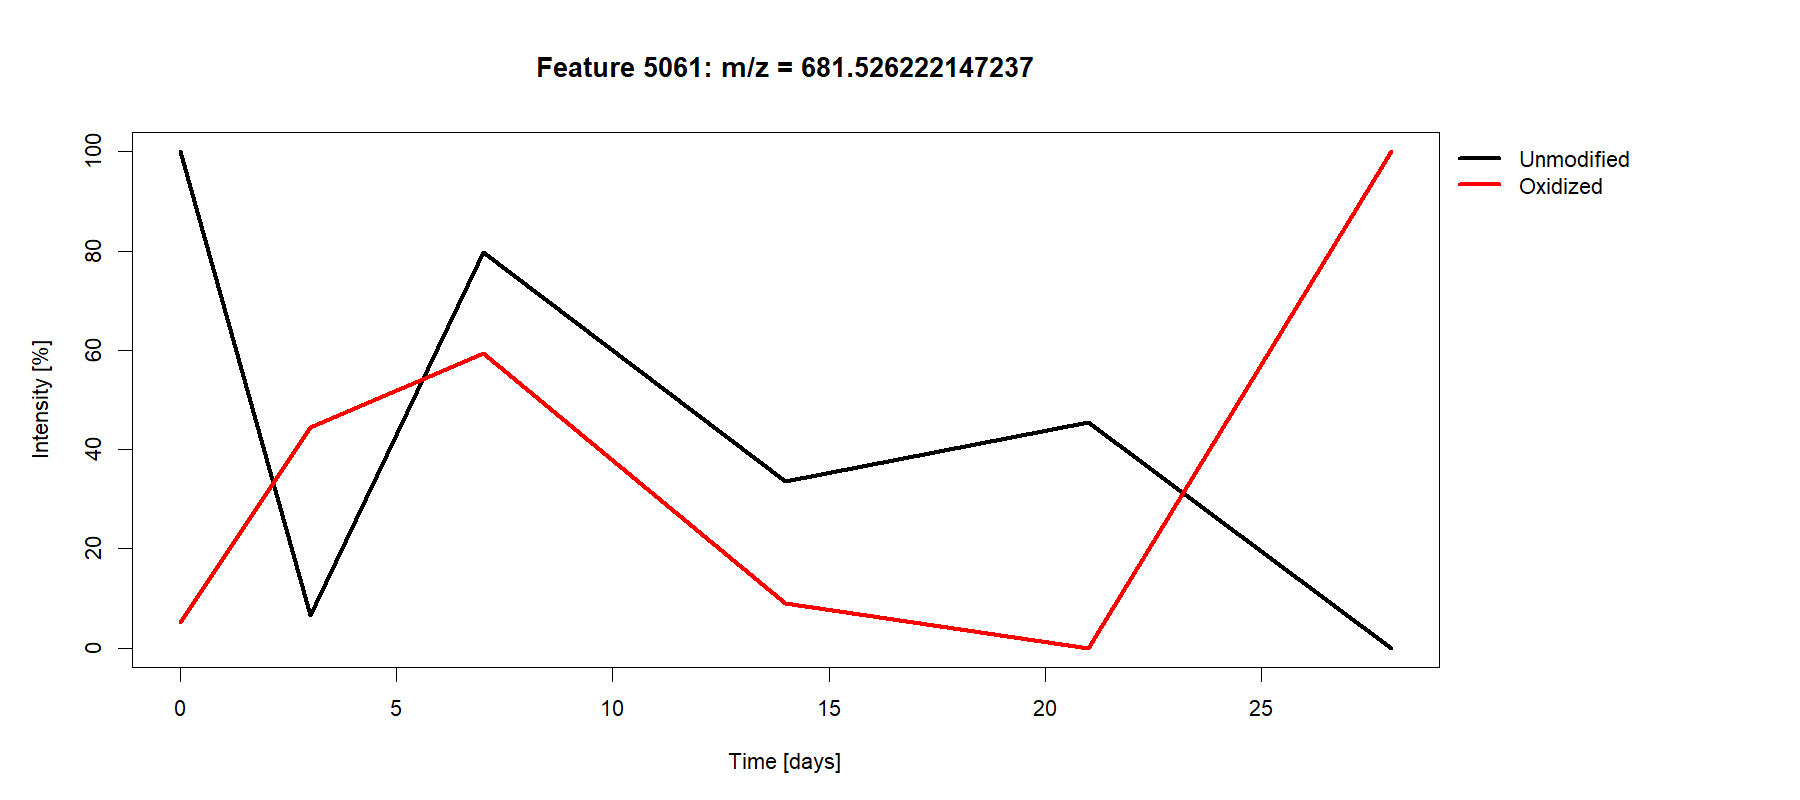 Feature 5061: m/z = 681.526222147237
Unmodified
Oxidized
Intensity [%]
100
80
60
40
20
0
0 5 10 15 20 25
Time [days]